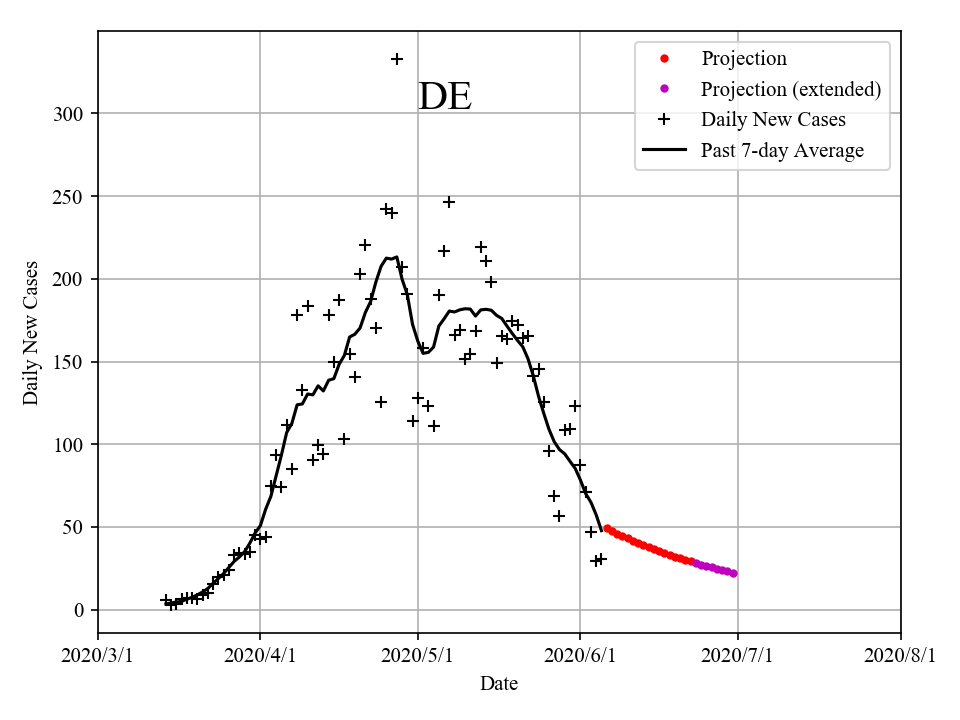 DE
Projection
Projection (extended)
Daily New Cases
Past 7-day Average
Daily New Cases
300
250
200
150
100
50
0
2020/3/1 2020/4/1 2020/5/1 2020/6/1 2020/7/1 2020/8/1
Date